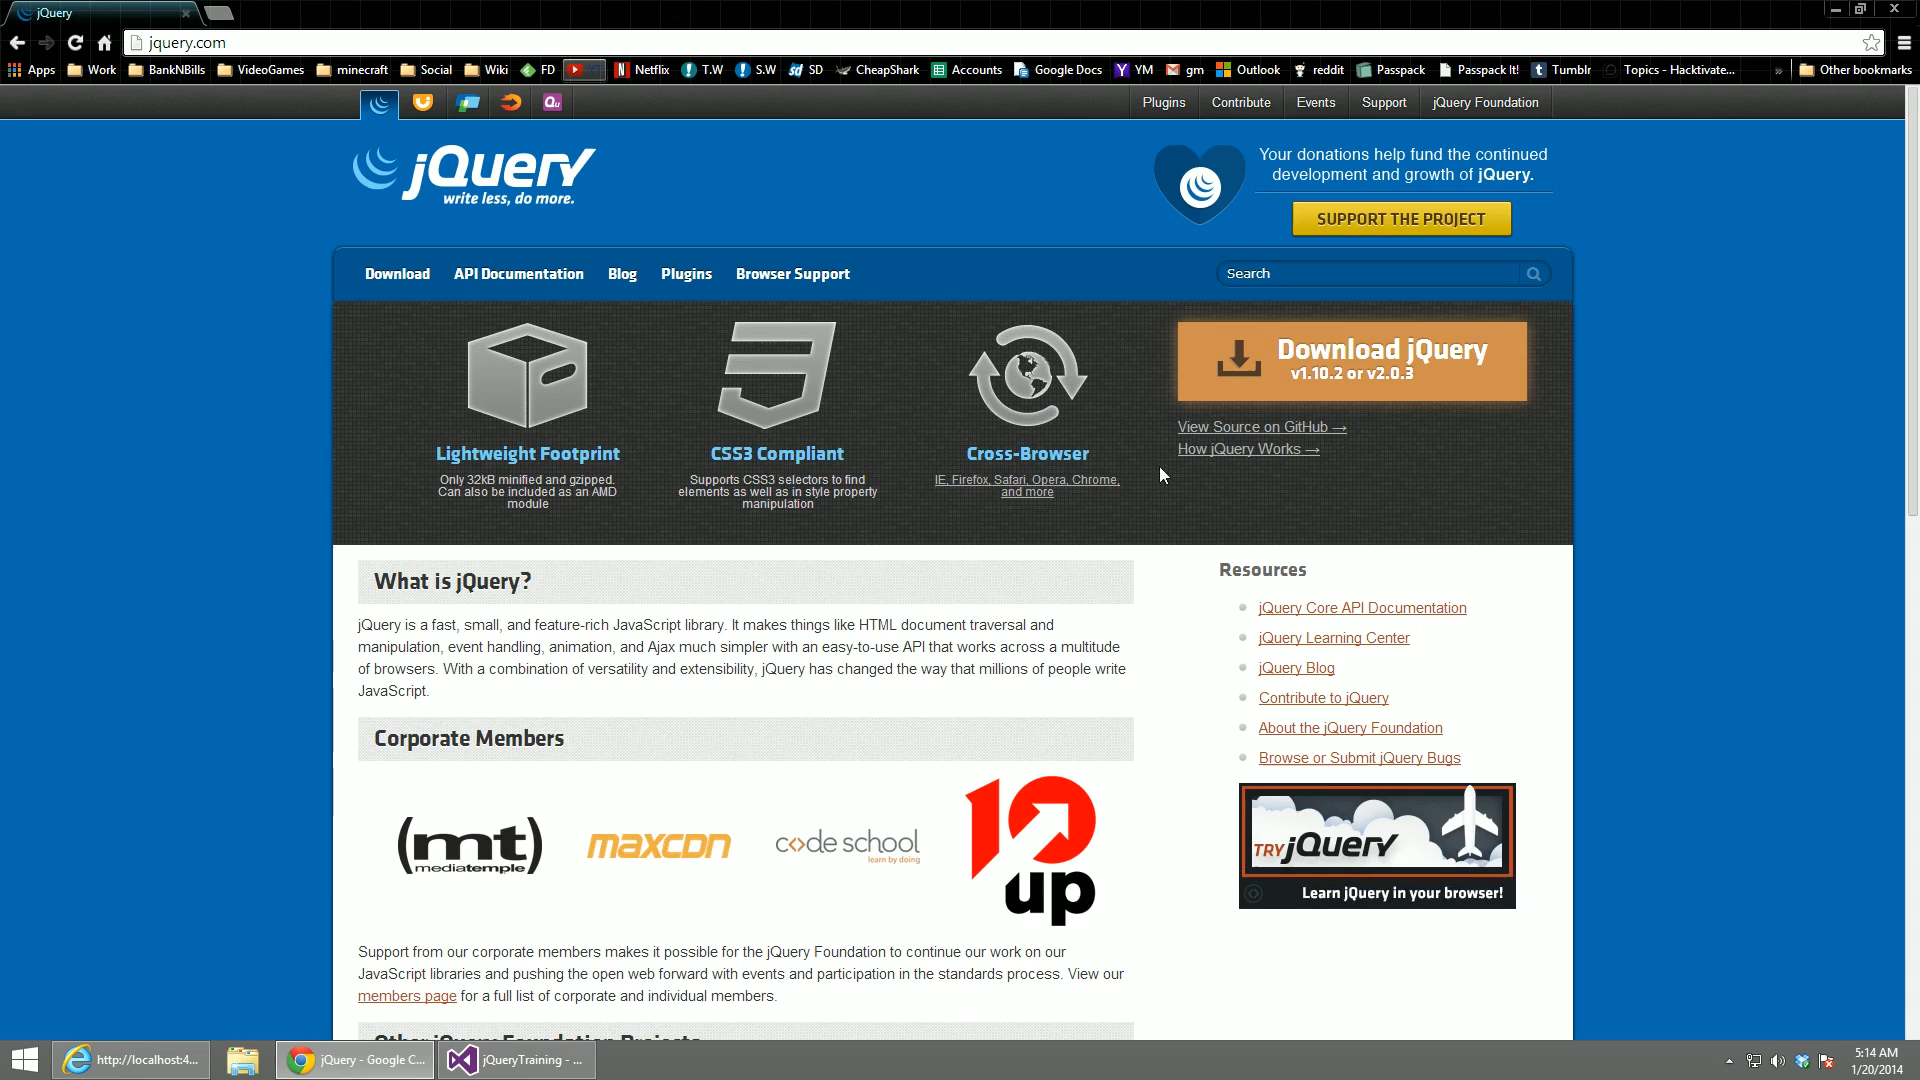 jQuery
jquery.com
Apps Work BankNBills VideoGames minecraft Social Wiki FD Netflix T.W S.W SD CheapShark Accounts Google Docs YM gm Outlook reddit Passpack Passpack It! Tumblr Topics - Hacktivate... » Other bookmarks
Qu
Plugins Contribute Events Support jQuery Foundation
jQuery
write less, do more.
Your donations help fund the continued
development and growth of jQuery.
SUPPORT THE PROJECT
Download API Documentation Blog Plugins Browser Support
Search
Lightweight Footprint
Only 32kB minified and gzipped.
Can also be included as an AMD
module
CSS3 Compliant
Supports CSS3 selectors to find
elements as well as in style property
manipulation
Cross-Browser
IE, Firefox, Safari, Opera, Chrome,
and more
Download jQuery
v1.10.2 or v2.0.3
View Source on GitHub →
How jQuery Works →
What is jQuery?
jQuery is a fast, small, and feature-rich JavaScript library. It makes things like HTML document traversal and
manipulation, event handling, animation, and Ajax much simpler with an easy-to-use API that works across a multitude
of browsers. With a combination of versatility and extensibility, jQuery has changed the way that millions of people write
JavaScript.
Corporate Members
(mt)
mediatemple
maxcdn
c<>de school
learn by doing
10
up
Support from our corporate members makes it possible for the jQuery Foundation to continue our work on our
JavaScript libraries and pushing the open web forward with events and participation in the standards process. View our
members page for a full list of corporate and individual members.
Other jQuery Foundation Projects
Resources
jQuery Core API Documentation
jQuery Learning Center
jQuery Blog
Contribute to jQuery
About the jQuery Foundation
Browse or Submit jQuery Bugs
TRY jQuery
Learn jQuery in your browser!
http://localhost:4...
jQuery - Google C...
jQueryTraining - ...
5:14 AM
1/20/2014